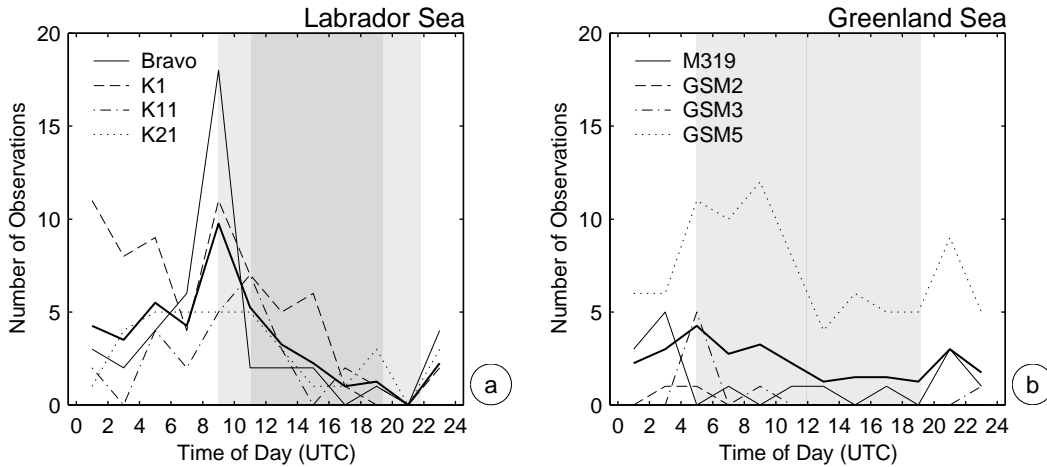 Labrador Sea
20
15
10
5
0
Number of Observations
Bravo
K1
K11
K21
0 2 4 6 8 10 12 14 16 18 20 22 24
Time of Day (UTC)
a
Greenland Sea
20
15
10
5
0
Number of Observations
M319
GSM2
GSM3
GSM5
0 2 4 6 8 10 12 14 16 18 20 22 24
Time of Day (UTC)
b